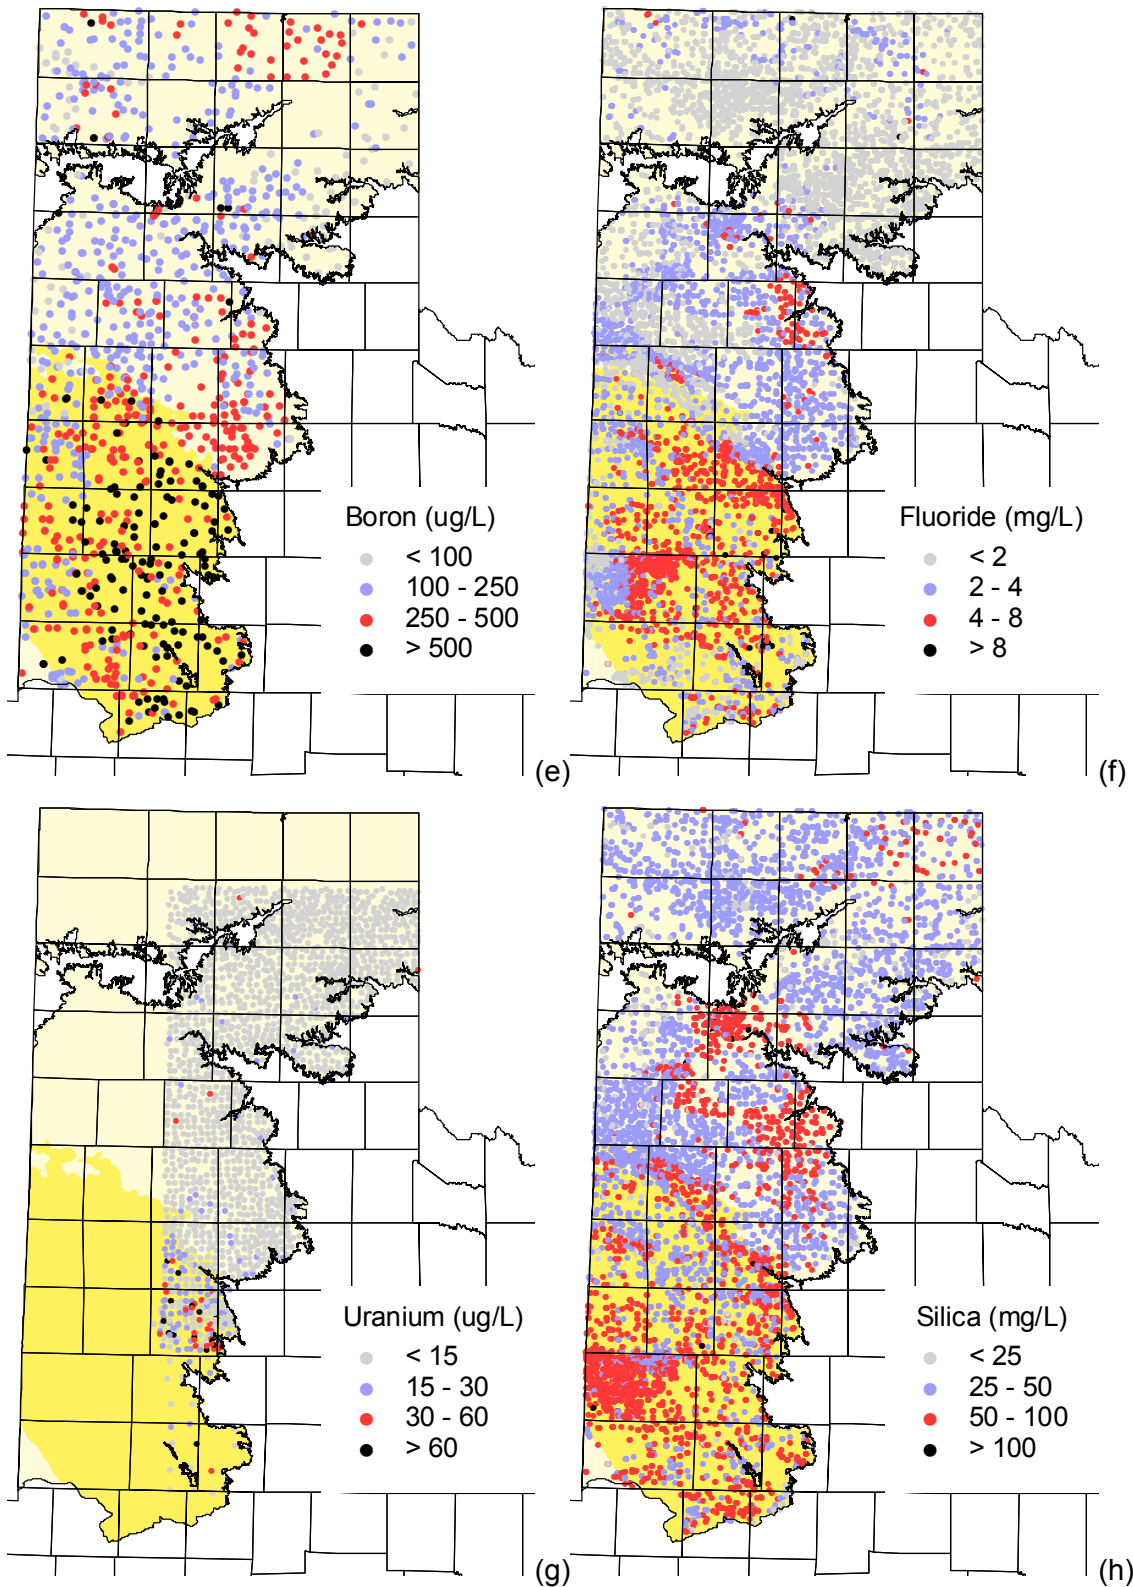 Boron (ug/L)
< 100
100 - 250
250 - 500
> 500
(e)
Fluoride (mg/L)
< 2
2 - 4
4 - 8
> 8
(f)
Uranium (ug/L)
< 15
15 - 30
30 - 60
> 60
(g)
Silica (mg/L)
< 25
25 - 50
50 - 100
> 100
(h)